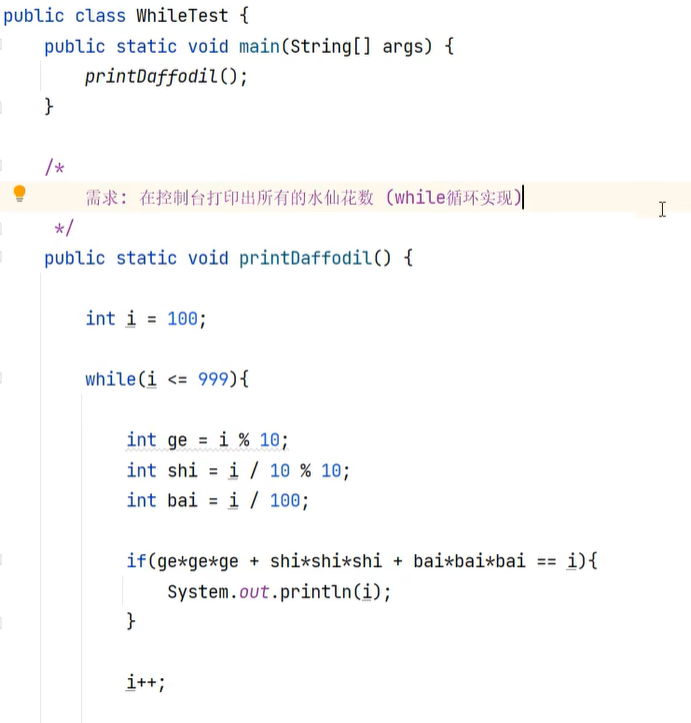 public class WhileTest {
    public static void main(String[] args) {
        printDaffodil();
    }

    /*
        需求: 在控制台打印出所有的水仙花数 (while循环实现)
     */
    public static void printDaffodil() {

        int i = 100;

        while(i <= 999){

            int ge = i % 10;
            int shi = i / 10 % 10;
            int bai = i / 100;

            if(ge*ge*ge + shi*shi*shi + bai*bai*bai == i){
                System.out.println(i);
            }

            i++;